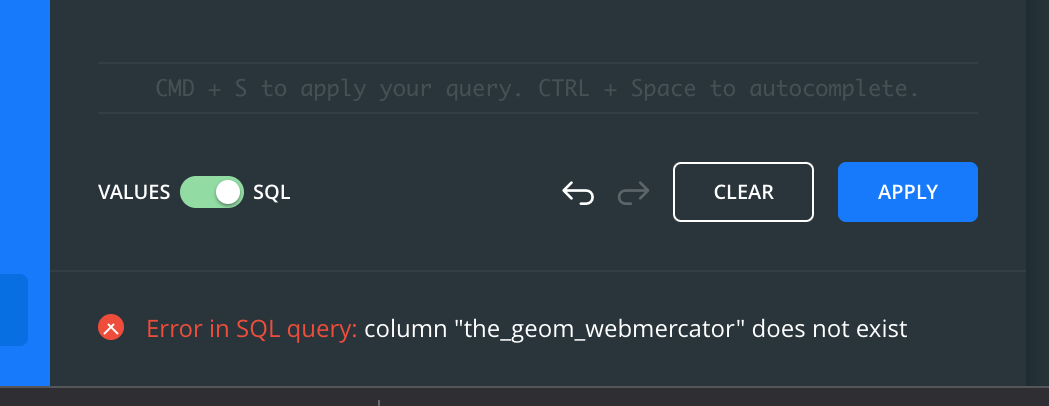 CMD + S to apply your query. CTRL + Space to autocomplete.
VALUES SQL CLEAR APPLY
Error in SQL query: column "the_geom_webmercator" does not exist